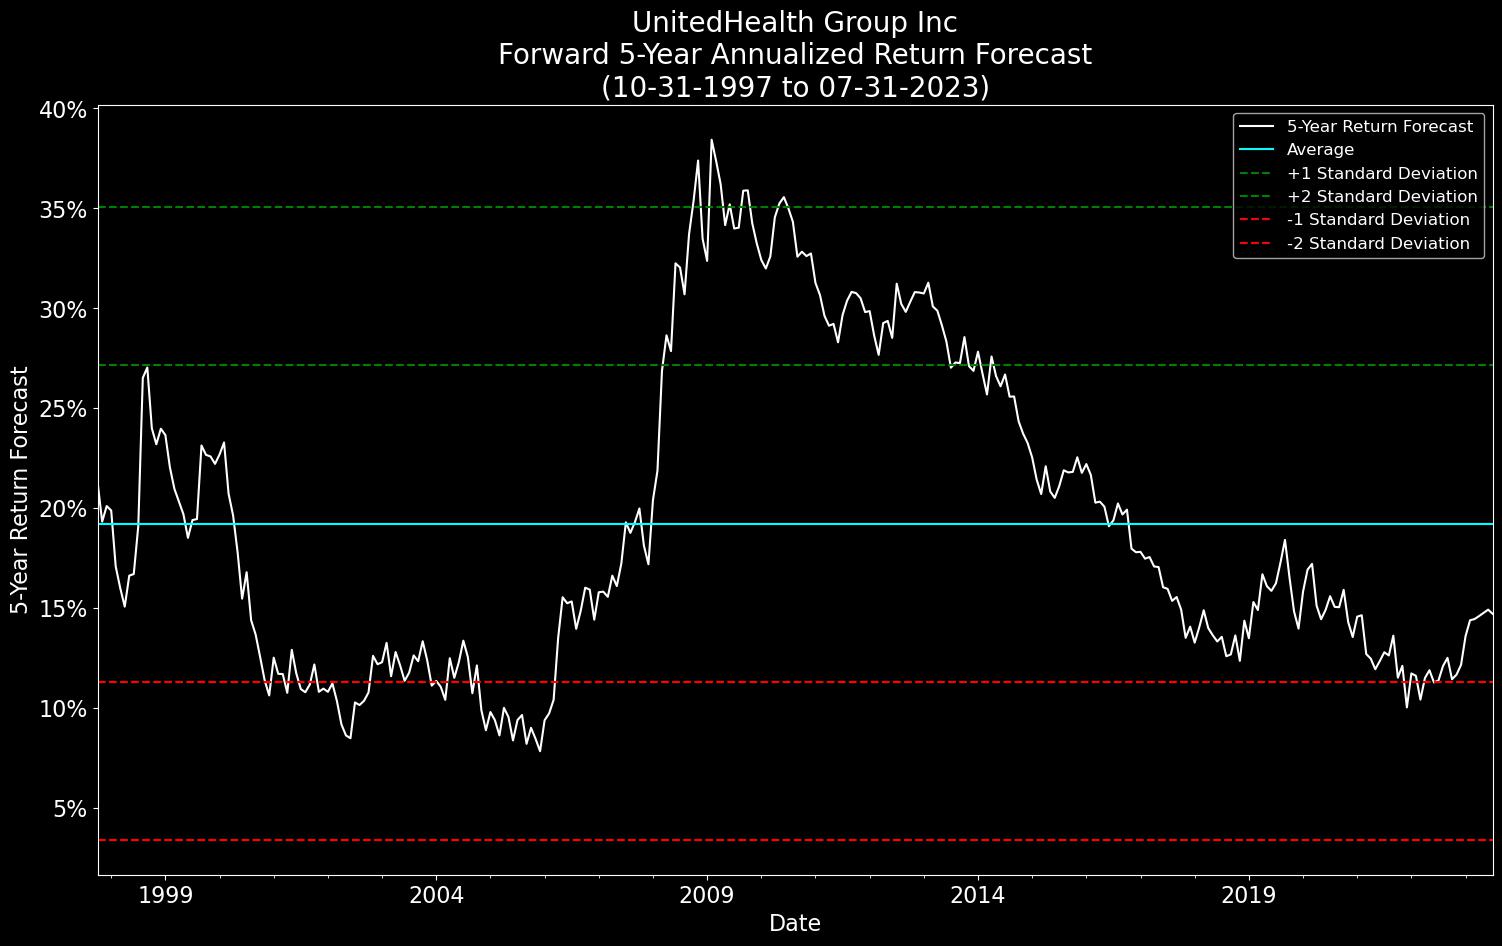 UnitedHealth Group Inc
Forward 5-Year Annualized Return Forecast
(10-31-1997 to 07-31-2023)
40%
35%
30%
25%
20%
15%
10%
5%
5-Year Return Forecast
5-Year Return Forecast
Average
+1 Standard Deviation
+2 Standard Deviation
-1 Standard Deviation
-2 Standard Deviation
1999 2004 2009 2014 2019
Date